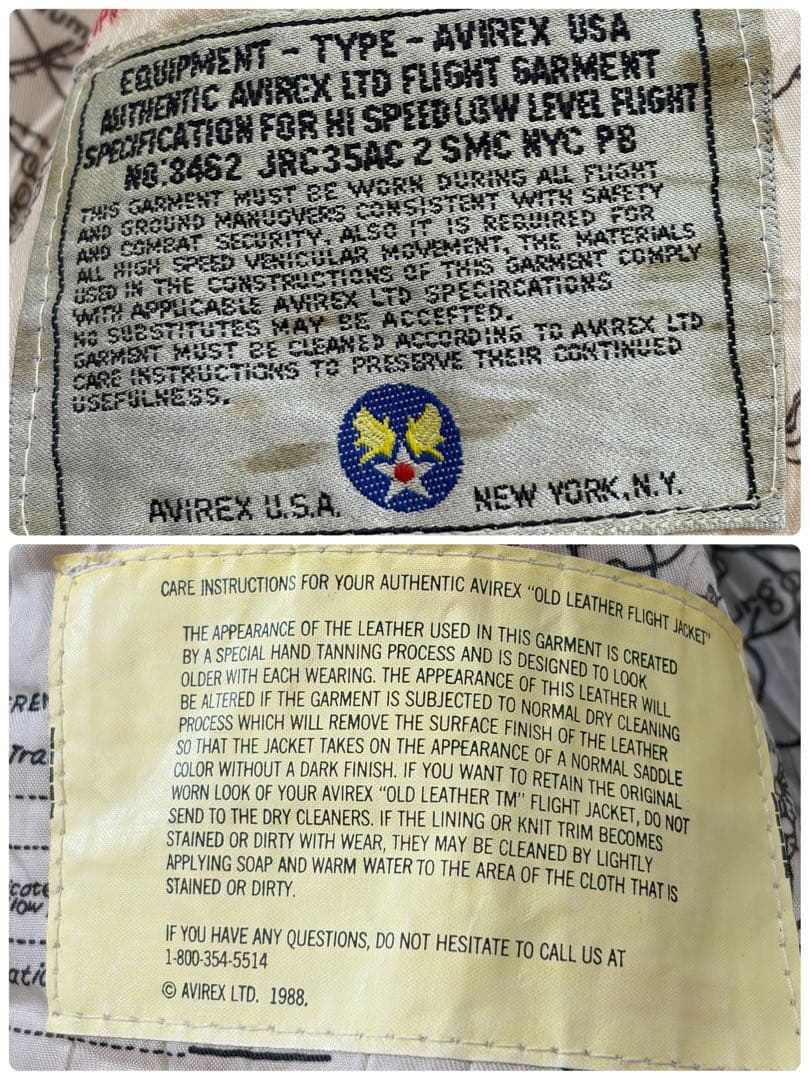 EQUIPMENT - TYPE - AVIREX USA
AUTHENTIC AVIREX LTD FLIGHT GARMENT
SPECIFICATION FOR HI SPEED LOW LEVEL FLIGHT
NO:8462 JRC35AC 2 SMC NYC PB
THIS GARMENT MUST BE WORN DURING ALL FLIGHT
AND GROUND MANUOVERS CONSISTENT WITH SAFETY
AND COMBAT SECURITY. ALSO IT IS REQUIRED FOR
ALL HIGH SPEED VEHICULAR MOVEMENT, THE MATERIALS
USED IN THE CONSTRUCTIONS OF THIS GARMENT COMPLY
WITH APPLICABLE AVIREX LTD SPECIRCATIONS
NO SUBSTITUTES MAY BE ACCEFTED.
GARMENT MUST BE CLEANED ACCORDING TO AVIREX LTD
CARE INSTRUCTIONS TO PRESERVE THEIR CONTINUED
USEFULNESS.
AVIREX U.S.A. NEW YORK, N.Y.
CARE INSTRUCTIONS FOR YOUR AUTHENTIC AVIREX "OLD LEATHER FLIGHT JACKET"
THE APPEARANCE OF THE LEATHER USED IN THIS GARMENT IS CREATED
BY A SPECIAL HAND TANNING PROCESS AND IS DESIGNED TO LOOK
OLDER WITH EACH WEARING. THE APPEARANCE OF THIS LEATHER WILL
BE ALTERED IF THE GARMENT IS SUBJECTED TO NORMAL DRY CLEANING
PROCESS WHICH WILL REMOVE THE SURFACE FINISH OF THE LEATHER
SO THAT THE JACKET TAKES ON THE APPEARANCE OF A NORMAL SADDLE
COLOR WITHOUT A DARK FINISH. IF YOU WANT TO RETAIN THE ORIGINAL
WORN LOOK OF YOUR AVIREX "OLD LEATHER TM" FLIGHT JACKET, DO NOT
SEND TO THE DRY CLEANERS. IF THE LINING OR KNIT TRIM BECOMES
STAINED OR DIRTY WITH WEAR, THEY MAY BE CLEANED BY LIGHTLY
APPLYING SOAP AND WARM WATER TO THE AREA OF THE CLOTH THAT IS
STAINED OR DIRTY.
IF YOU HAVE ANY QUESTIONS, DO NOT HESITATE TO CALL US AT
1-800-354-5514
© AVIREX LTD. 1988.